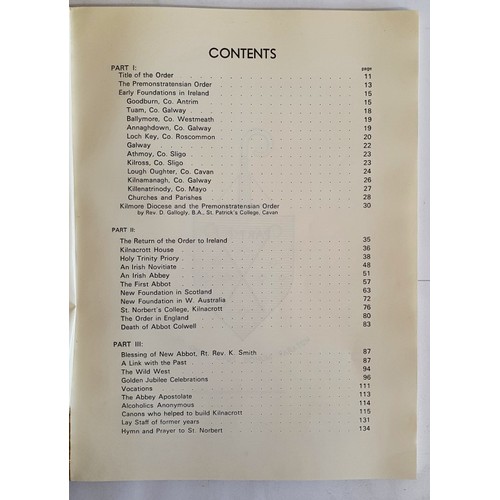 CONTENTS
PART I: page
Title of the Order 11
The Premonstratensian Order 13
Early Foundations in Ireland 15
Goodburn, Co. Antrim 15
Tuam, Co. Galway 18
Ballymore, Co. Westmeath 19
Annaghdown, Co. Galway 19
Loch Key, Co. Roscommon 20
Galway 22
Athmoy, Co. Sligo 23
Kilross, Co. Sligo 23
Lough Oughter, Co. Cavan 24
Kilnamanagh, Co. Galway 26
Killenatrinody, Co. Mayo 27
Churches and Parishes 28
Kilmore Diocese and the Premonstratensian Order 30
by Rev. D. Gallogly, B.A., St. Patrick's College, Cavan
PART II:
The Return of the Order to Ireland 35
Kilnacrott House 36
Holy Trinity Priory 38
An Irish Novitiate 48
An Irish Abbey 51
The First Abbot 57
New Foundation in Scotland 63
New Foundation in W. Australia 72
St. Norbert's College, Kilnacrott 76
The Order in England 80
Death of Abbot Colwell 83
PART III:
Blessing of New Abbot, Rt. Rev. K. Smith 87
A Link with the Past 87
The Wild West 94
Golden Jubilee Celebrations 96
Vocations 111
The Abbey Apostolate 113
Alcoholics Anonymous 114
Canons who helped to build Kilnacrott 115
Lay Staff of former years 131
Hymn and Prayer to St. Norbert 134